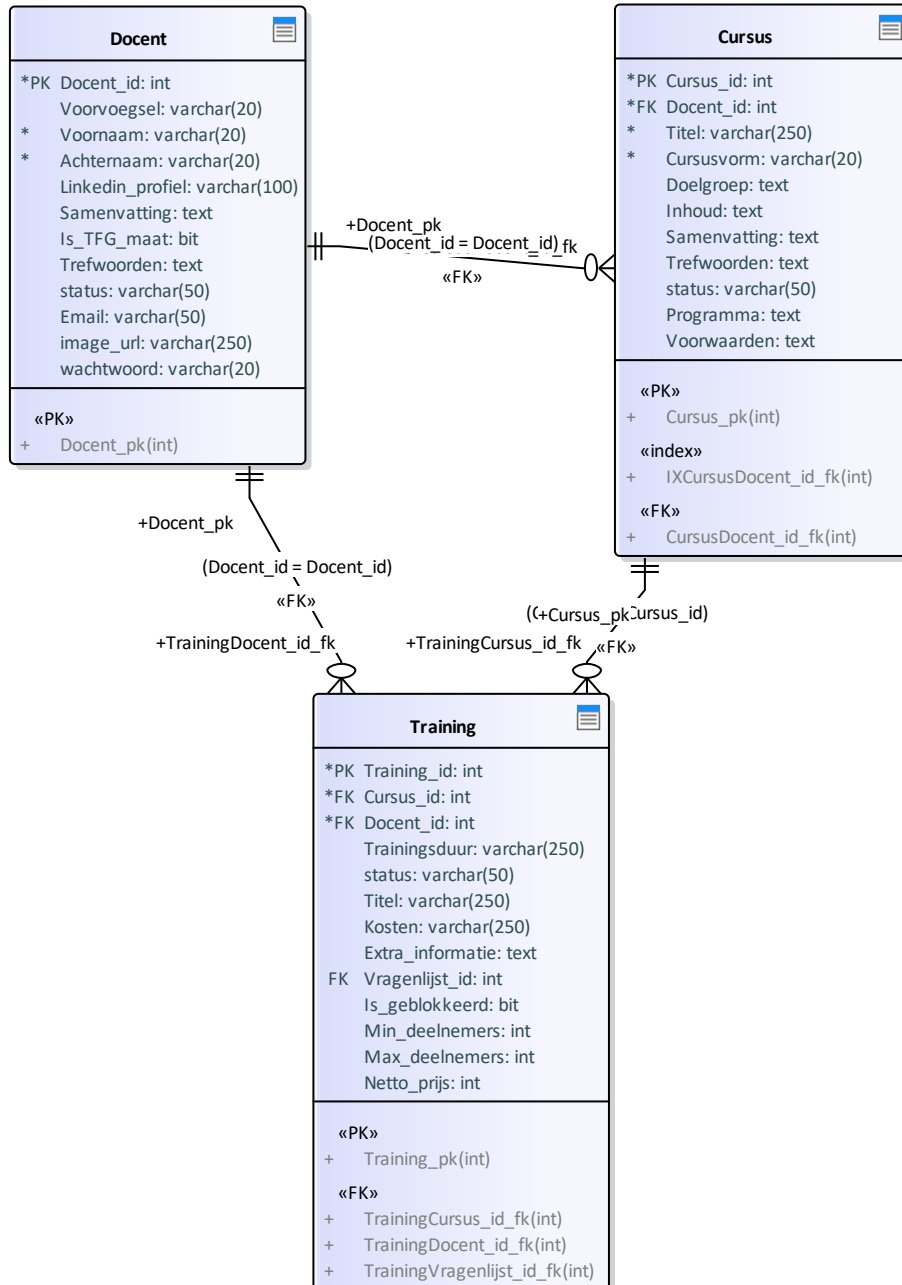 Docent
*PK Docent_id: int
Voorvoegsel: varchar(20)
* Voornaam: varchar(20)
* Achternaam: varchar(20)
Linkedin_profiel: varchar(100)
Samenvatting: text
Is_TFG_maat: bit
Trefwoorden: text
status: varchar(50)
Email: varchar(50)
image_url: varchar(250)
wachtwoord: varchar(20)
«PK»
+ Docent_pk(int)
Cursus
*PK Cursus_id: int
*FK Docent_id: int
* Titel: varchar(250)
* Cursusvorm: varchar(20)
Doelgroep: text
Inhoud: text
Samenvatting: text
Trefwoorden: text
status: varchar(50)
Programma: text
Voorwaarden: text
«PK»
+ Cursus_pk(int)
«index»
+ IXCursusDocent_id_fk(int)
«FK»
+ CursusDocent_id_fk(int)
+Docent_pk
(Docent_id = Docent_id)
_fk
«FK»
+Docent_pk
(Docent_id = Docent_id)
«FK»
+TrainingDocent_id_fk
+Cursus_pk
Cursus_id)
+TrainingCursus_id_fk
«FK»
Training
*PK Training_id: int
*FK Cursus_id: int
*FK Docent_id: int
Trainingsduur: varchar(250)
status: varchar(50)
Titel: varchar(250)
Kosten: varchar(250)
Extra_informatie: text
FK Vragenlijst_id: int
Is_geblokkeerd: bit
Min_deelnemers: int
Max_deelnemers: int
Netto_prijs: int
«PK»
+ Training_pk(int)
«FK»
+ TrainingCursus_id_fk(int)
+ TrainingDocent_id_fk(int)
+ TrainingVragenlijst_id_fk(int)